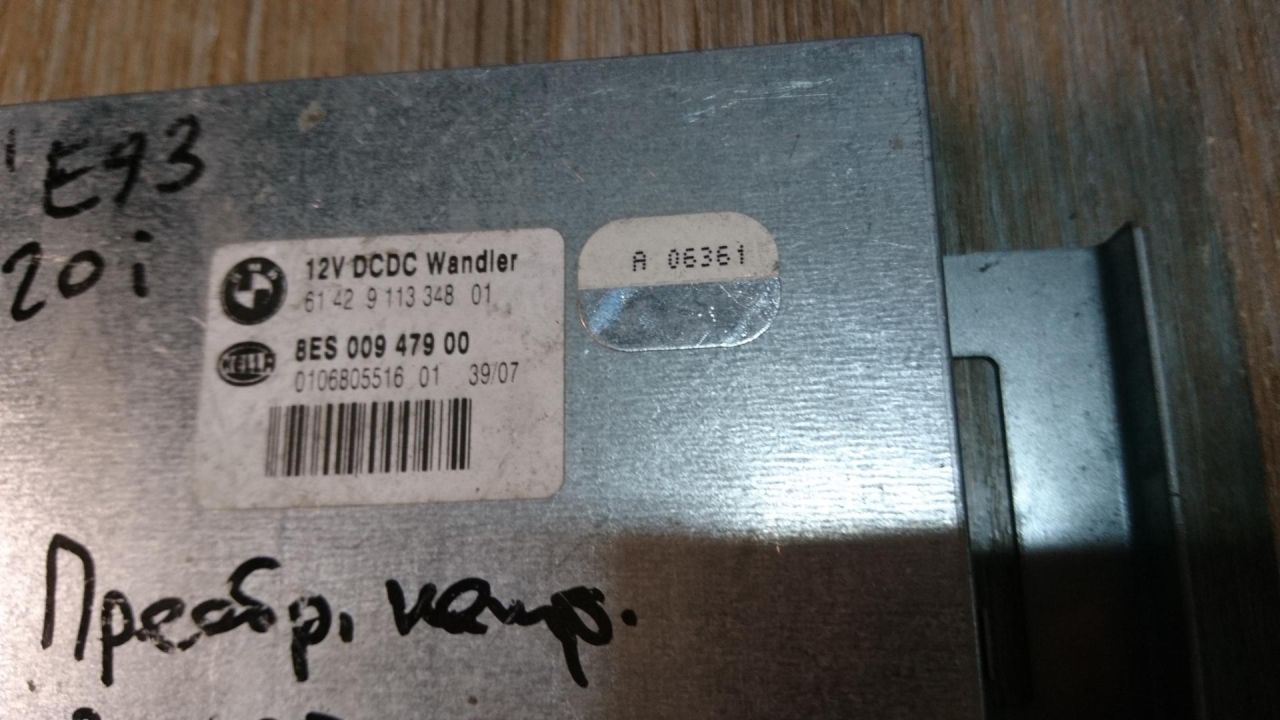 E93
20i
12V DCDC Wandler
61 42 9 113 348 01
HELLA
8ES 009 479 00
0106805516 01 39/07
A 06361
Преобр. напр.